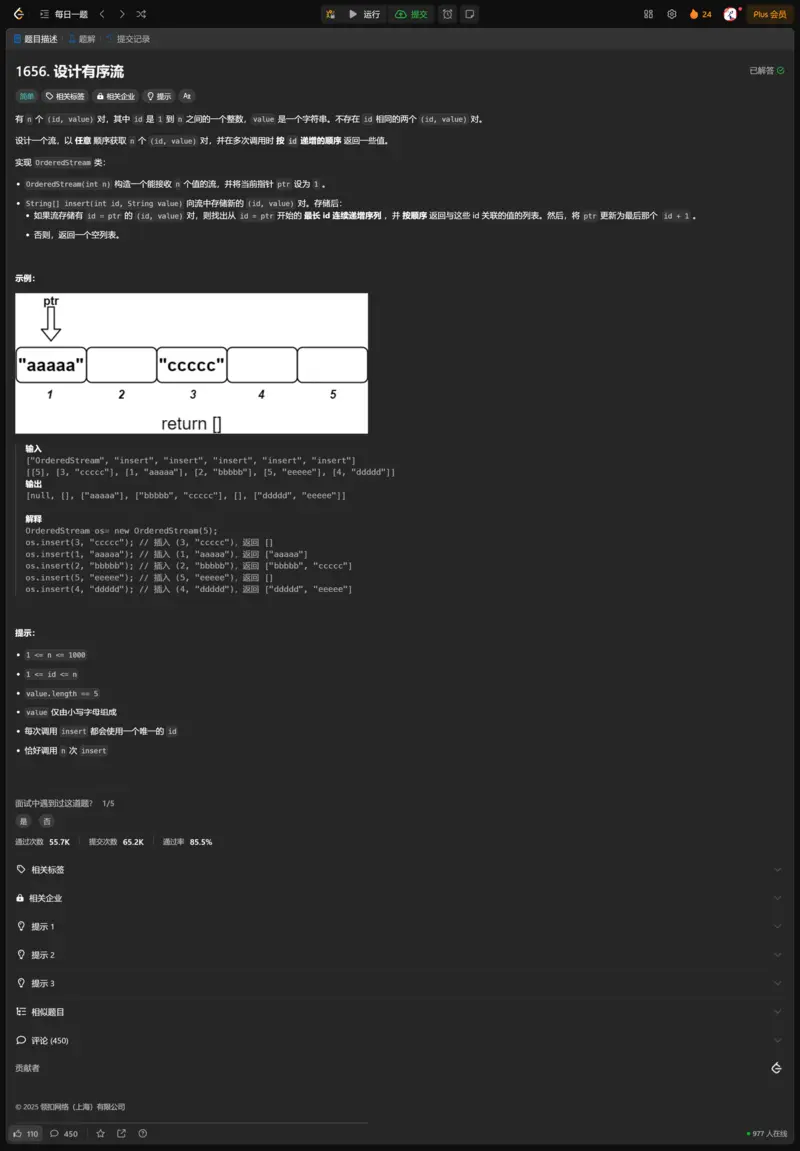 每日一题 运行 提交 24 Plus 会员
题目描述 题解 提交记录
1656. 设计有序流 已解答
简单 相关标签 相关企业 提示 Az
有 n 个 (id, value) 对，其中 id 是 1 到 n 之间的一个整数，value 是一个字符串。不存在 id 相同的两个 (id, value) 对。
设计一个流，以 任意 顺序获取 n 个 (id, value) 对，并在多次调用时 按 id 递增的顺序 返回一些值。
实现 OrderedStream 类：
• OrderedStream(int n) 构造一个能接收 n 个值的流，并将当前指针 ptr 设为 1 。
• String[] insert(int id, String value) 向流中存储新的 (id, value) 对。存储后：
• 如果流存储有 id = ptr 的 (id, value) 对，则找出从 id = ptr 开始的 最长 id 连续递增序列 ，并 按顺序 返回与这些 id 关联的值的列表。然后，将 ptr 更新为最后那个 id + 1 。
• 否则，返回一个空列表。
示例：
ptr
"aaaaa" "ccccc"
1 2 3 4 5
return []
输入
["OrderedStream", "insert", "insert", "insert", "insert", "insert"]
[[5], [3, "ccccc"], [1, "aaaaa"], [2, "bbbbb"], [5, "eeeee"], [4, "ddddd"]]
输出
[null, [], ["aaaaa"], ["bbbbb", "ccccc"], [], ["ddddd", "eeeee"]]
解释
OrderedStream os= new OrderedStream(5);
os.insert(3, "ccccc"); // 插入 (3, "ccccc")，返回 []
os.insert(1, "aaaaa"); // 插入 (1, "aaaaa")，返回 ["aaaaa"]
os.insert(2, "bbbbb"); // 插入 (2, "bbbbb")，返回 ["bbbbb", "ccccc"]
os.insert(5, "eeeee"); // 插入 (5, "eeeee")，返回 []
os.insert(4, "ddddd"); // 插入 (4, "ddddd")，返回 ["ddddd", "eeeee"]
提示：
• 1 <= n <= 1000
• 1 <= id <= n
• value.length == 5
• value 仅由小写字母组成
• 每次调用 insert 都会使用一个唯一的 id
• 恰好调用 n 次 insert
面试中遇到过这道题? 1/5
是 否
通过次数 55.7K 提交次数 65.2K 通过率 85.5%
相关标签
相关企业
提示 1
提示 2
提示 3
相似题目
评论 (450)
贡献者
© 2025 领扣网络（上海）有限公司
110 450 977 人在线